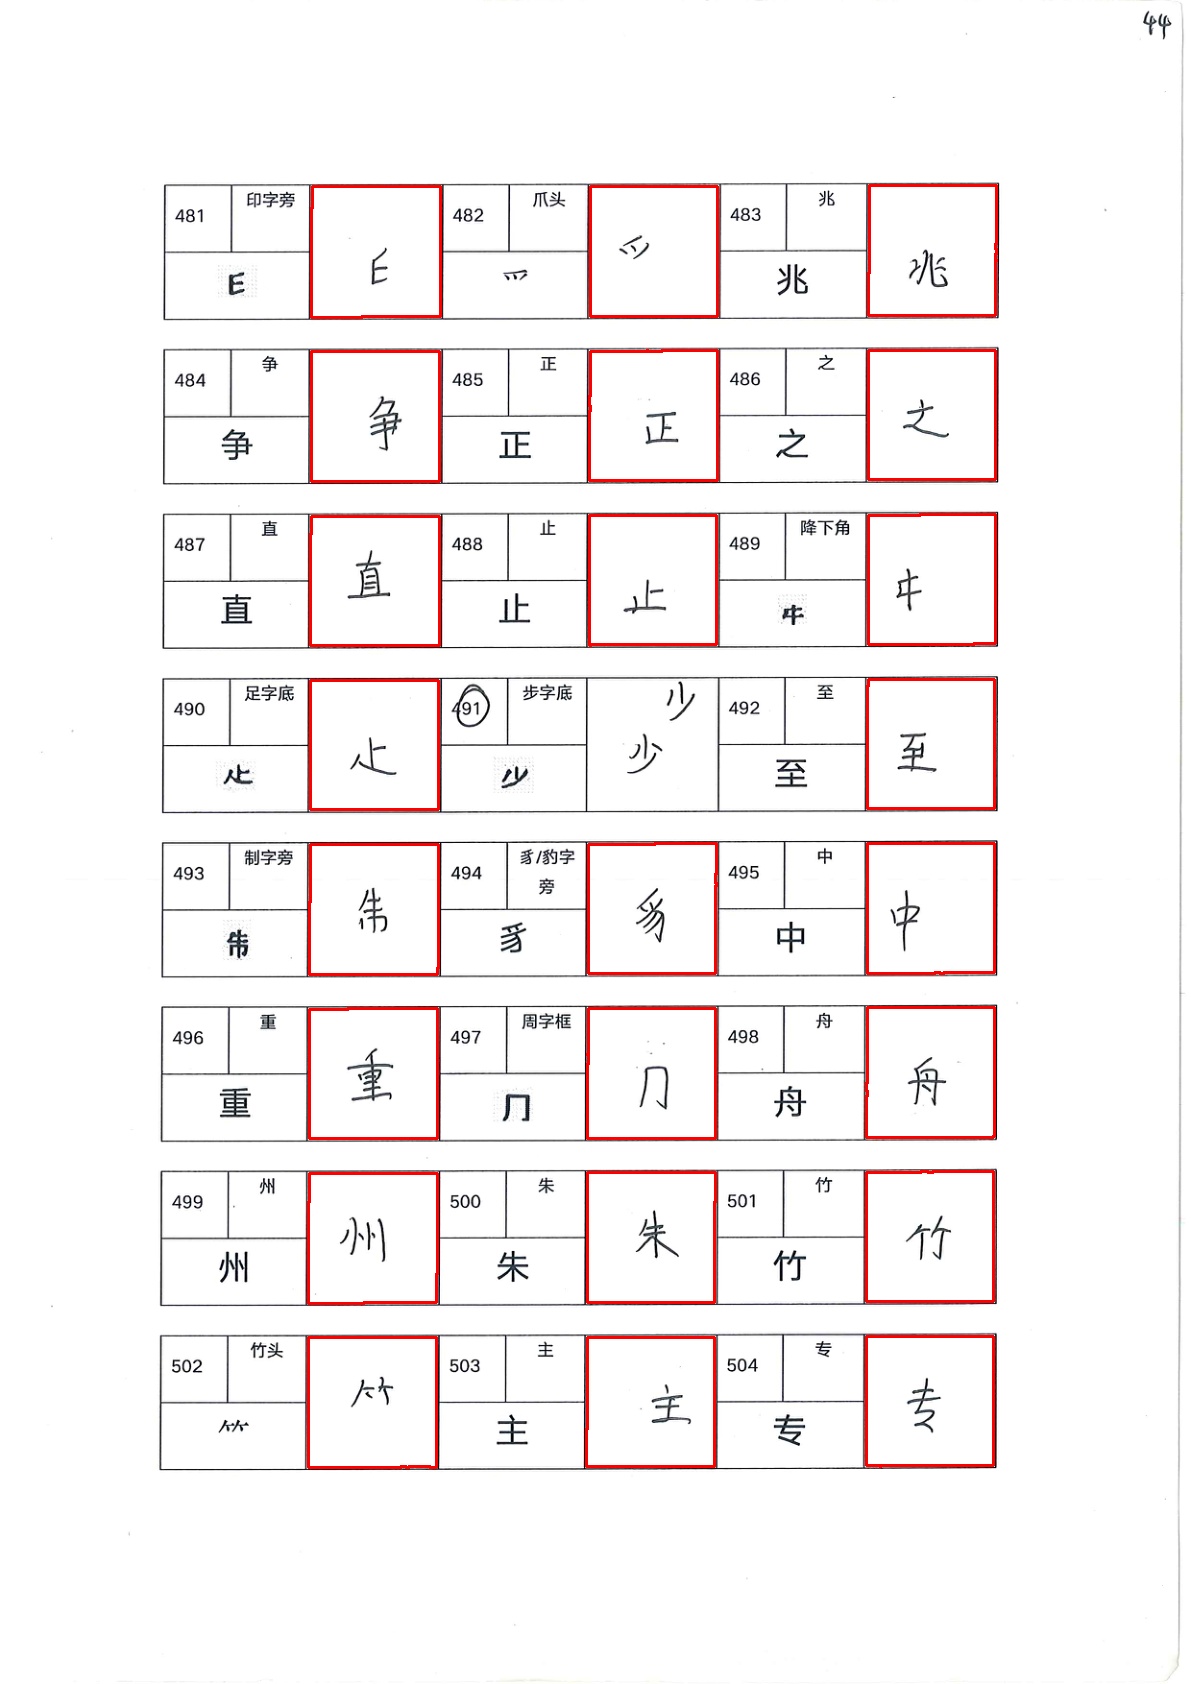 44
481 印字旁 482 爪头 483 兆
兆 兆
484 争 485 正 486 之
争 争 正 正 之 之
487 直 488 止 489 降下角
直 直 止 止 㐄 㐄
490 足字底 491 步字底 少 492 至
龰 龰 少 少 至 至
493 制字旁 494 豸/豹字旁 495 中
豸 豸 中 中
496 重 497 周字框 498 舟
重 重 ⺆ ⺆ 舟 舟
499 州 500 朱 501 竹
州 州 朱 朱 竹 竹
502 竹头 503 主 504 专
⺮ ⺮ 主 主 专 专